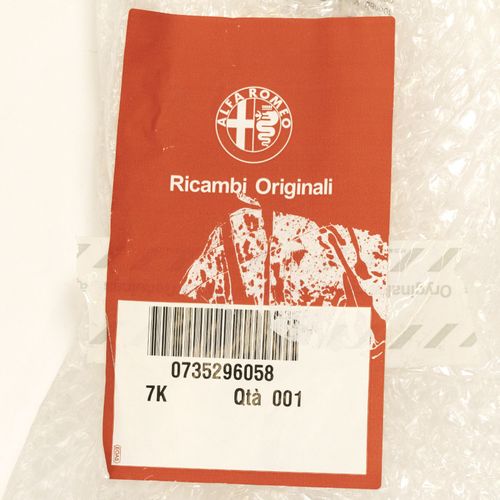 ALFA ROMEO
Ricambi Originali
0735296058
7K Qtà 001